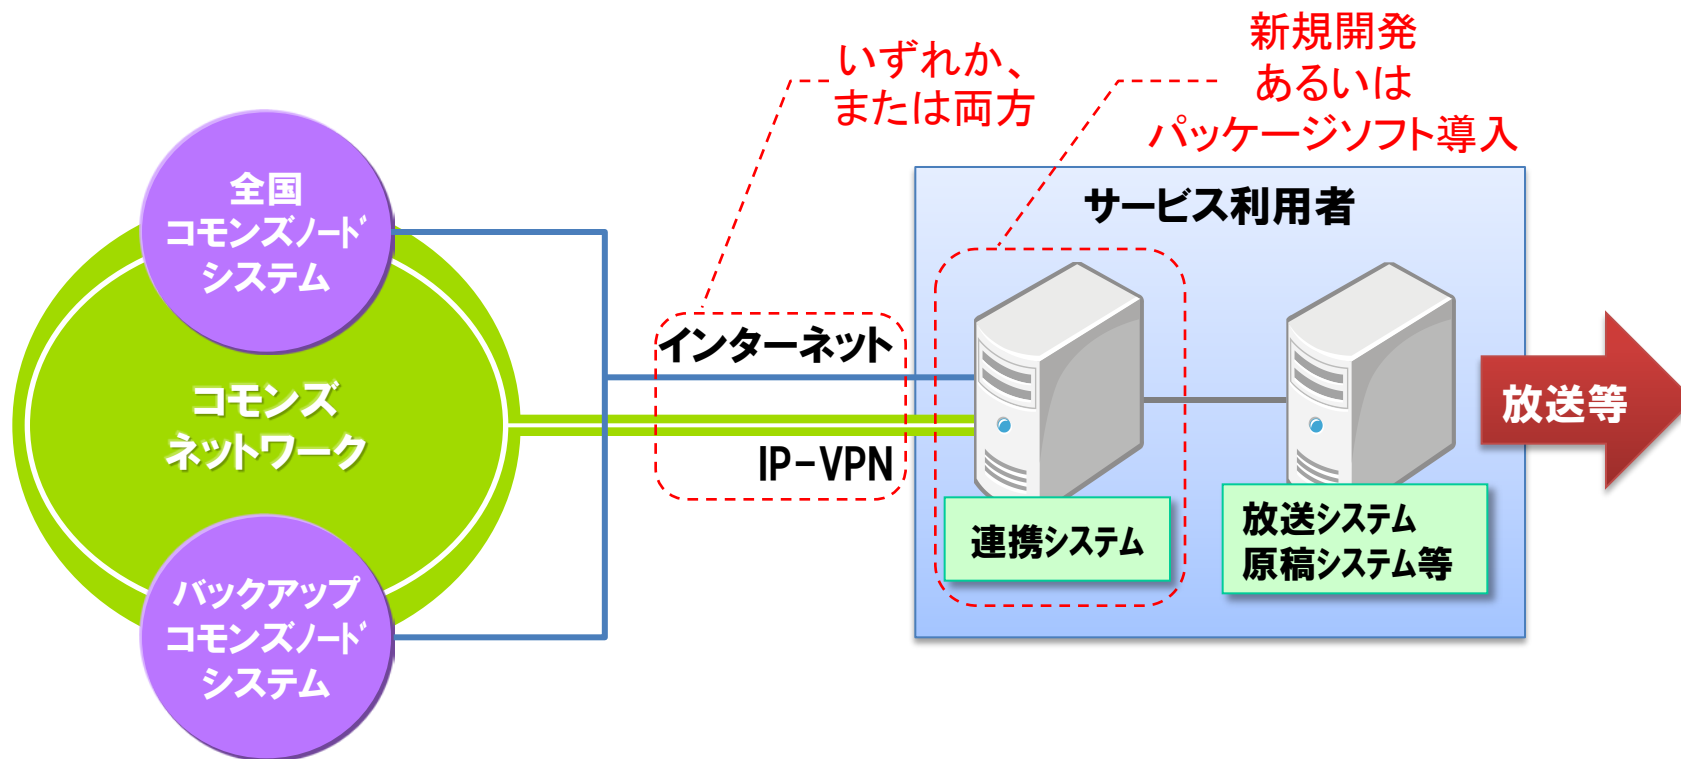 いずれか、
または両方
新規開発
あるいは
パッケージソフト導入
全国
コモンズノード
システム
サービス利用者
インターネット
コモンズ
ネットワーク
IP-VPN
放送等
連携システム
放送システム
原稿システム等
バックアップ
コモンズノード
システム